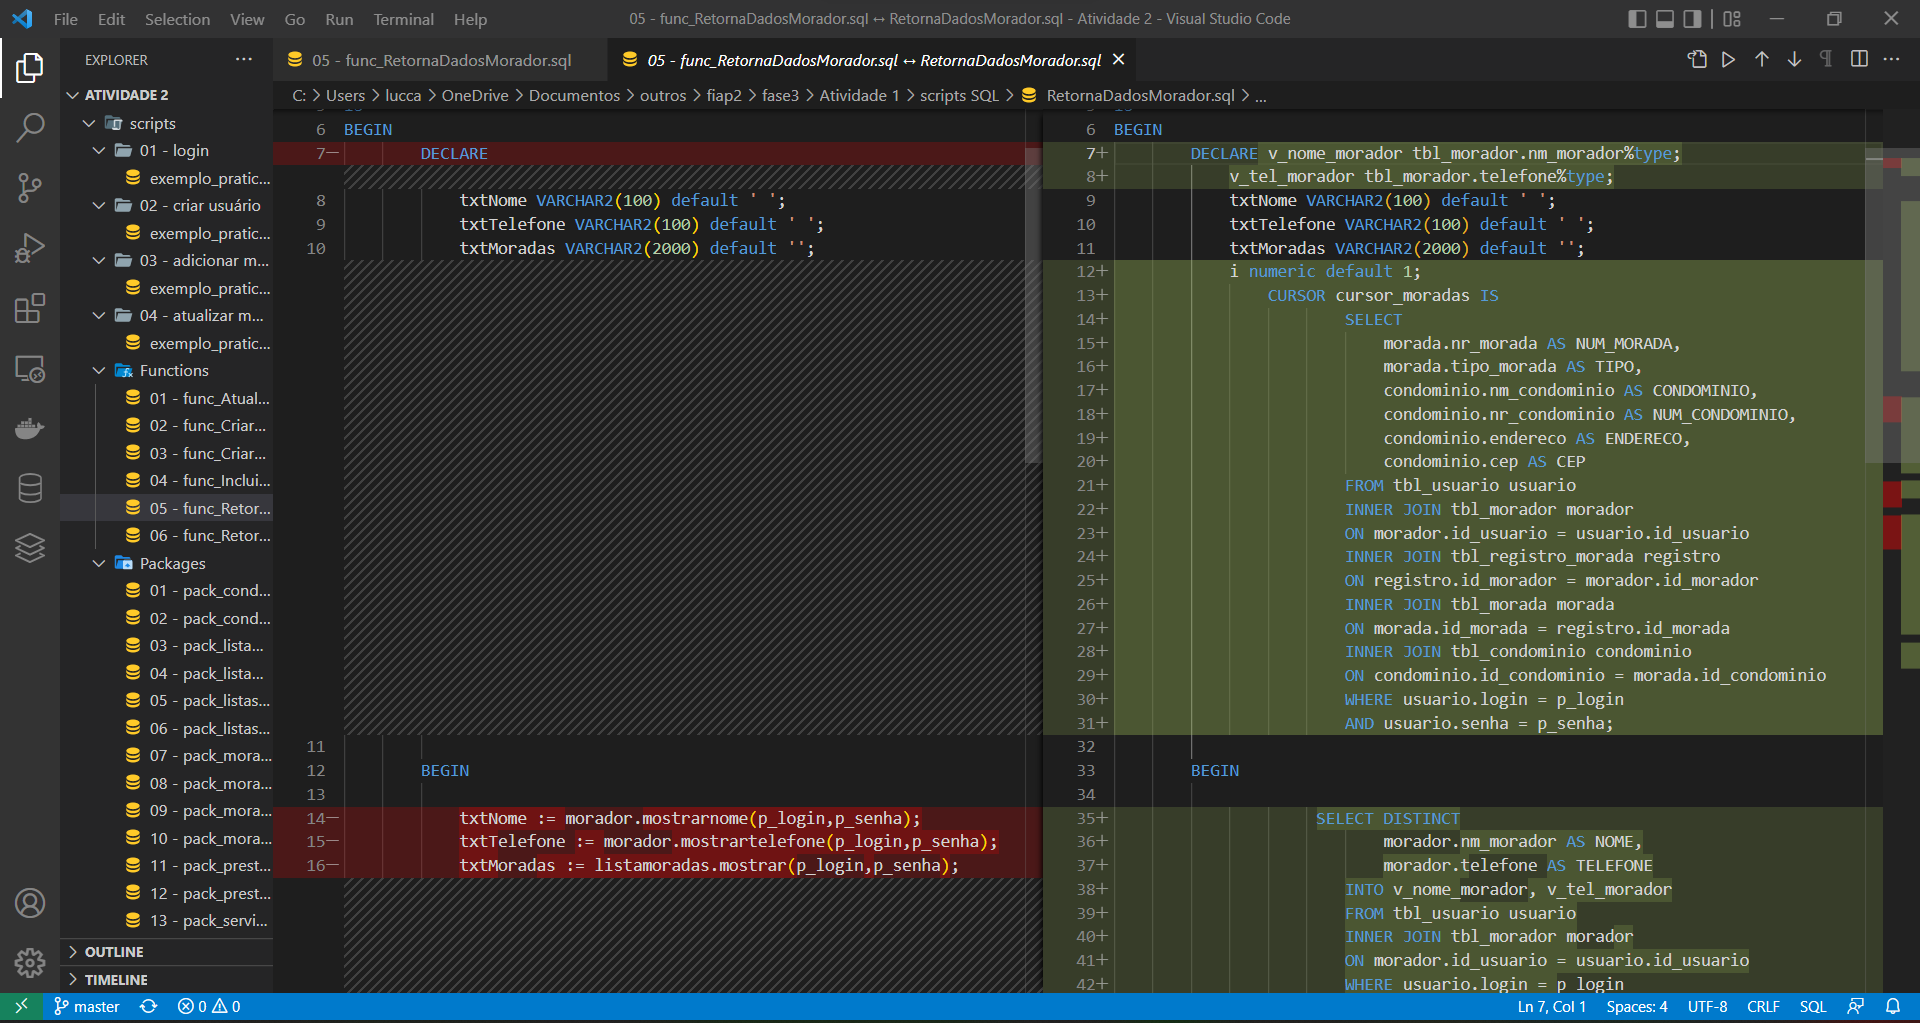 File Edit Selection View Go Run Terminal Help
05 - func_RetornaDadosMorador.sql ↔ RetornaDadosMorador.sql - Atividade 2 - Visual Studio Code
EXPLORER ...
ATIVIDADE 2
scripts
01 - login
exemplo_pratic...
02 - criar usuário
exemplo_pratic...
03 - adicionar m...
exemplo_pratic...
04 - atualizar m...
exemplo_pratic...
Functions
01 - func_Atual...
02 - func_Criar...
03 - func_Criar...
04 - func_Inclui...
05 - func_Retor...
06 - func_Retor...
Packages
01 - pack_cond...
02 - pack_cond...
03 - pack_lista...
04 - pack_lista...
05 - pack_listas...
06 - pack_listas...
07 - pack_mora...
08 - pack_mora...
09 - pack_mora...
10 - pack_mora...
11 - pack_prest...
12 - pack_prest...
13 - pack_servi...
OUTLINE
TIMELINE
05 - func_RetornaDadosMorador.sql
05 - func_RetornaDadosMorador.sql ↔ RetornaDadosMorador.sql
C: > Users > lucca > OneDrive > Documentos > outros > fiap2 > fase3 > Atividade 1 > scripts SQL > RetornaDadosMorador.sql > ...
6 BEGIN
7— DECLARE
8 txtNome VARCHAR2(100) default ' ';
9 txtTelefone VARCHAR2(100) default ' ';
10 txtMoradas VARCHAR2(2000) default '';
11
12 BEGIN
13
14— txtNome := morador.mostrarnome(p_login,p_senha);
15— txtTelefone := morador.mostrartelefone(p_login,p_senha);
16— txtMoradas := listamoradas.mostrar(p_login,p_senha);
6 BEGIN
7+ DECLARE v_nome_morador tbl_morador.nm_morador%type;
8+ v_tel_morador tbl_morador.telefone%type;
9 txtNome VARCHAR2(100) default ' ';
10 txtTelefone VARCHAR2(100) default ' ';
11 txtMoradas VARCHAR2(2000) default '';
12+ i numeric default 1;
13+ CURSOR cursor_moradas IS
14+ SELECT
15+ morada.nr_morada AS NUM_MORADA,
16+ morada.tipo_morada AS TIPO,
17+ condominio.nm_condominio AS CONDOMINIO,
18+ condominio.nr_condominio AS NUM_CONDOMINIO,
19+ condominio.endereco AS ENDERECO,
20+ condominio.cep AS CEP
21+ FROM tbl_usuario usuario
22+ INNER JOIN tbl_morador morador
23+ ON morador.id_usuario = usuario.id_usuario
24+ INNER JOIN tbl_registro_morada registro
25+ ON registro.id_morador = morador.id_morador
26+ INNER JOIN tbl_morada morada
27+ ON morada.id_morada = registro.id_morada
28+ INNER JOIN tbl_condominio condominio
29+ ON condominio.id_condominio = morada.id_condominio
30+ WHERE usuario.login = p_login
31+ AND usuario.senha = p_senha;
32
33 BEGIN
34
35+ SELECT DISTINCT
36+ morador.nm_morador AS NOME,
37+ morador.telefone AS TELEFONE
38+ INTO v_nome_morador, v_tel_morador
39+ FROM tbl_usuario usuario
40+ INNER JOIN tbl_morador morador
41+ ON morador.id_usuario = usuario.id_usuario
42+ WHERE usuario.login = p_login
master 0 0 Ln 7, Col 1 Spaces: 4 UTF-8 CRLF SQL